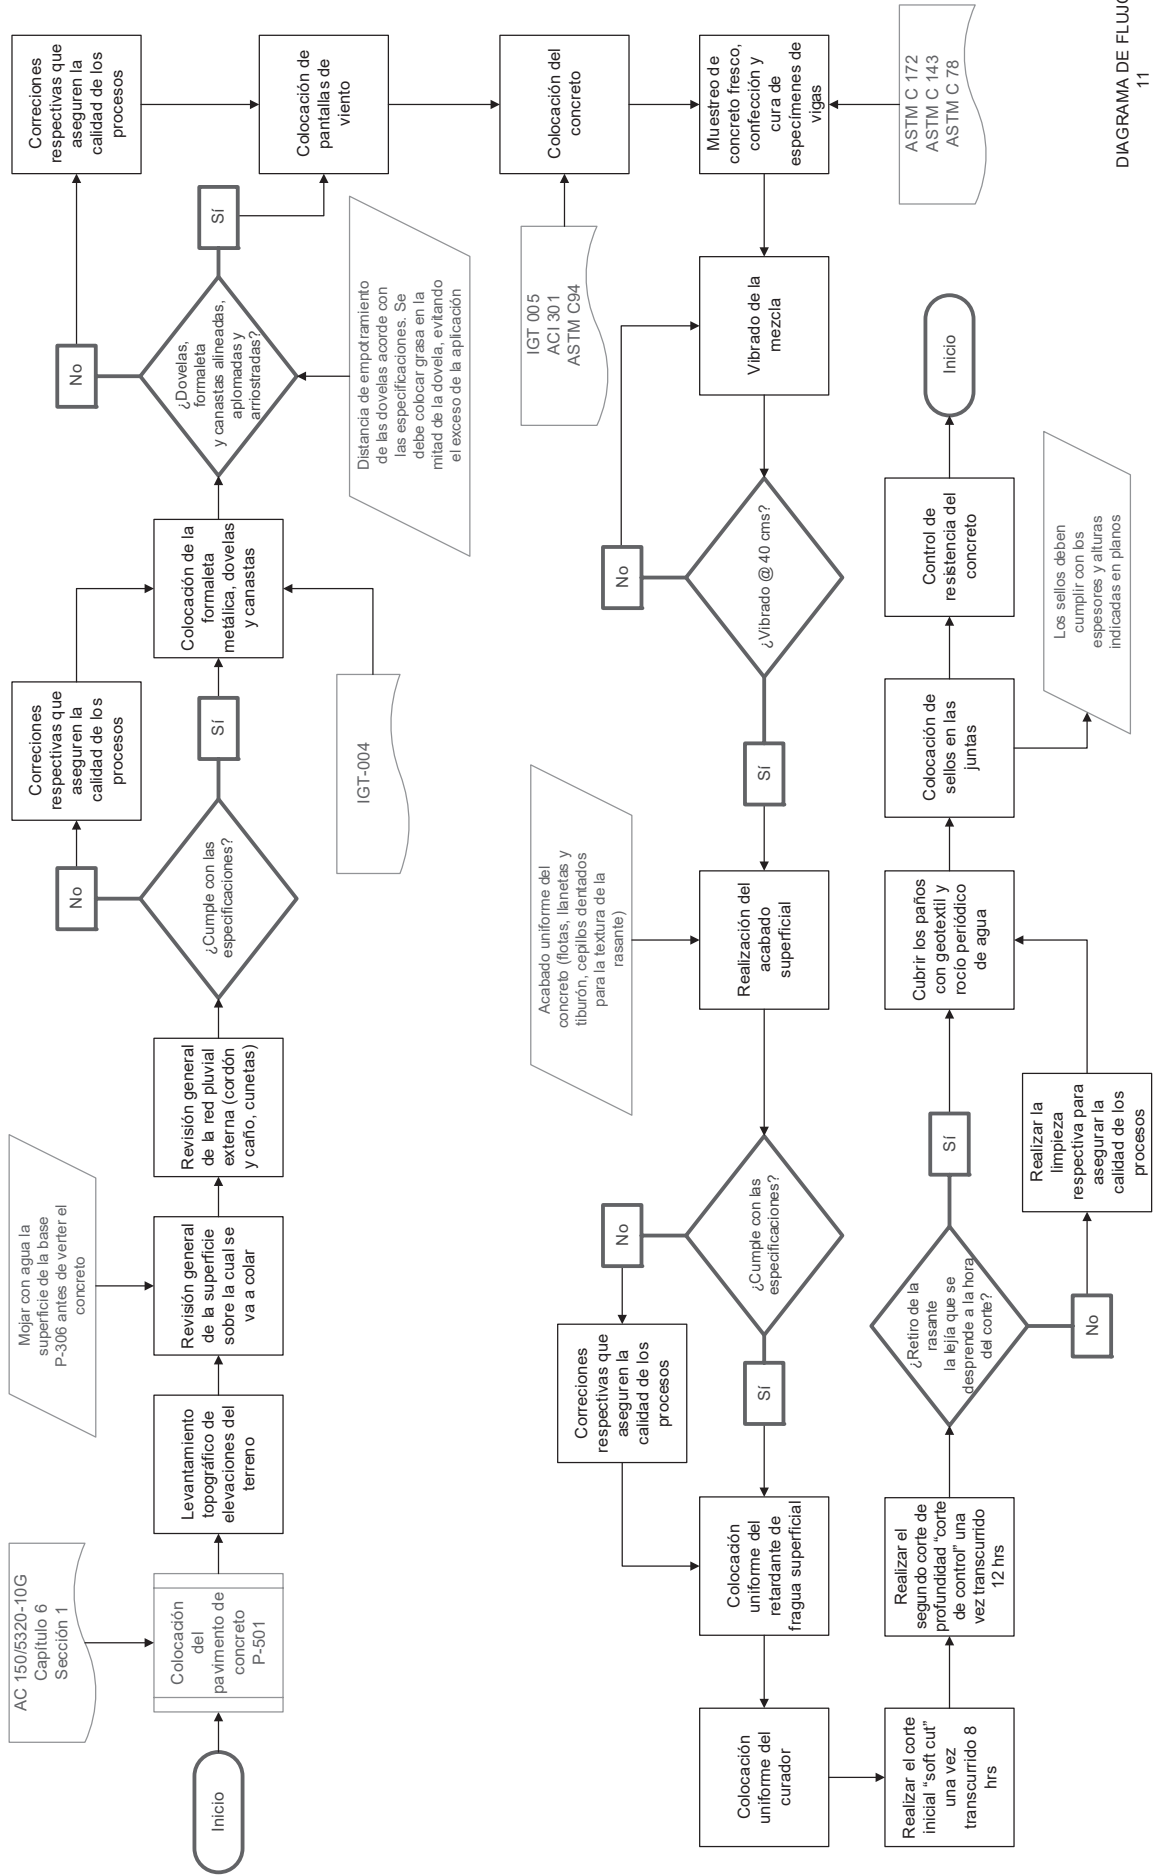 Inicio
AC 150/5320-10G
Capítulo 6
Sección 1
Colocación
del
pavimento de
concreto
P-501
Levantamiento
topográfico de
elevaciones del
terreno
Mojar con agua la
superficie de la base
P-306 antes de verter el
concreto
Revisión general
de la superficie
sobre la cual se
va a colar
Revisión general
de la red pluvial
externa (cordón
y caño, cunetas)
¿Cumple con las
especificaciones?
No
Correciones
respectivas que
aseguren la
calidad de los
procesos
Sí
IGT-004
Colocación de la
formaleta
metálica, dovelas
y canastas
¿Dovelas,
formaleta
y canastas alineadas,
aplomadas y
arriostradas?
Distancia de empotramiento
de las dovelas acorde con
las especificaciones. Se
debe colocar grasa en la
mitad de la dovela, evitando
el exceso de la aplicación
No
Sí
Correciones
respectivas que
aseguren la
calidad de los
procesos
Colocación de
pantallas de
viento
IGT 005
ACI 301
ASTM C94
Colocación del
concreto
Muestreo de
concreto fresco,
confección y
cura de
especímenes de
vigas
ASTM C 172
ASTM C 143
ASTM C 78
Vibrado de la
mezcla
¿Vibrado @ 40 cms?
No
Sí
Acabado uniforme del
concreto (flotas, llanetas y
tiburón, cepillos dentados
para la textura de la
rasante)
Realización del
acabado
superficial
¿Cumple con las
especificaciones?
No
Correciones
respectivas que
aseguren la
calidad de los
procesos
Sí
Colocación
uniforme del
retardante de
fragua superficial
Colocación
uniforme del
curador
Realizar el corte
inicial “soft cut”
una vez
transcurrido 8
hrs
Realizar el
segundo corte de
profundidad “corte
de control” una
vez transcurrido
12 hrs
¿Retiro de la
rasante
la lejía que se
desprende a la hora
del corte?
No
Sí
Realizar la
limpieza
respectiva para
asegurar la
calidad de los
procesos
Cubrir los paños
con geotextil y
rocío periódico
de agua
Colocación de
sellos en las
juntas
Los sellos deben
cumplir con los
espesores y alturas
indicadas en planos
Control de
resistencia del
concreto
Inicio
DIAGRAMA DE FLUJO
11